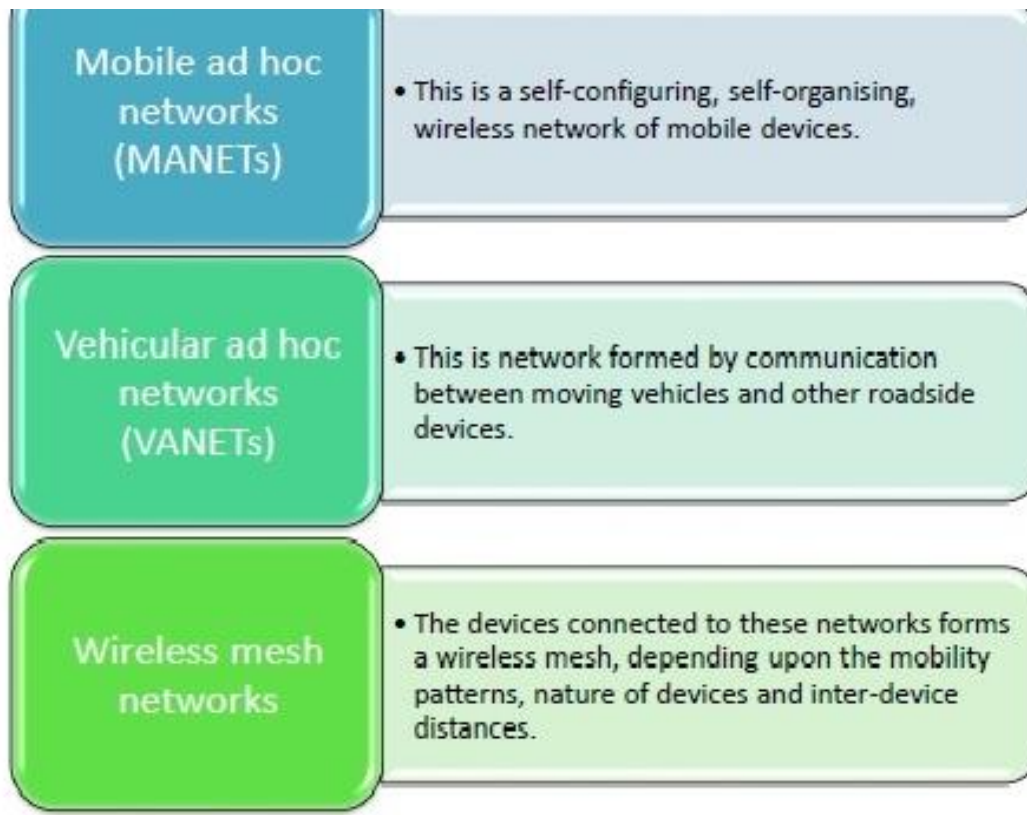 Mobile ad hoc
networks
(MANETs)
• This is a self-configuring, self-organising,
wireless network of mobile devices.
Vehicular ad hoc
networks
(VANETs)
• This is network formed by communication
between moving vehicles and other roadside
devices.
Wireless mesh
networks
• The devices connected to these networks forms
a wireless mesh, depending upon the mobility
patterns, nature of devices and inter-device
distances.